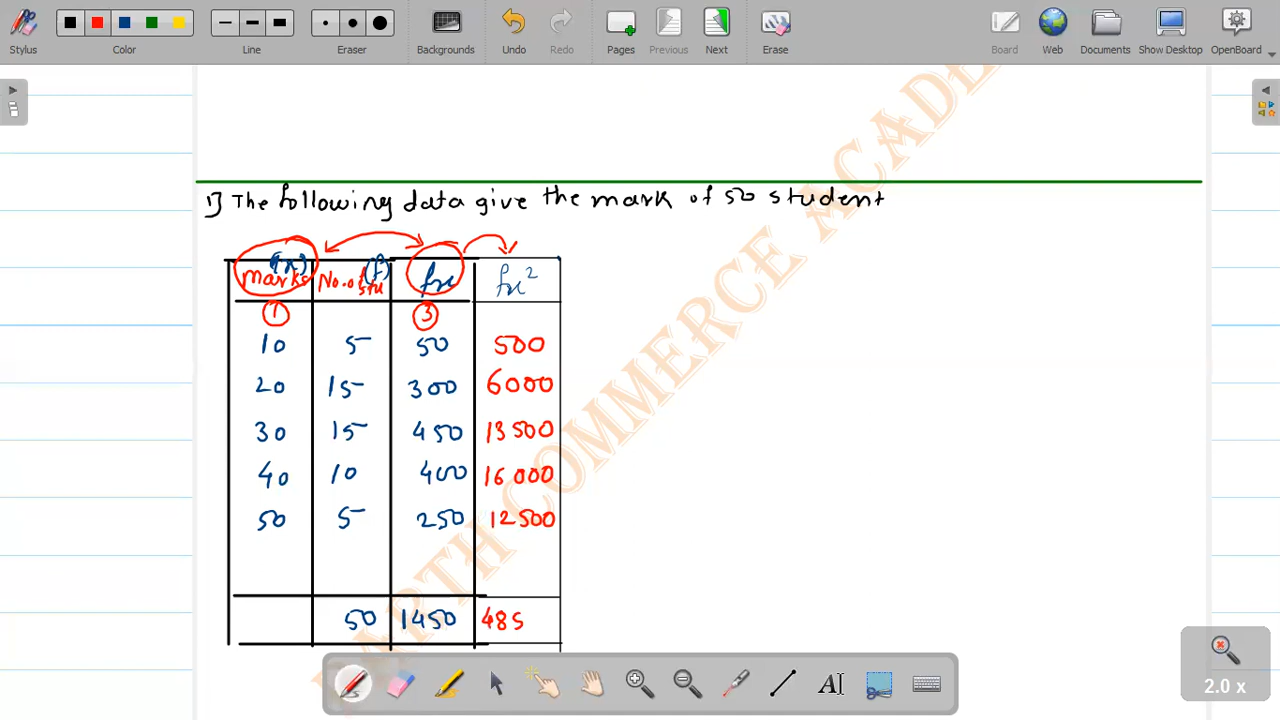 Stylus Color Line Eraser Backgrounds Undo Redo Pages Previous Next Erase Board Web Documents Show Desktop OpenBoard
ARTH COMMERCE ACADE
1) The following data give the mark of 50 student
marks (x) No. of stu (f) fx fx²
1 3
10 5 50 500
20 15 300 6000
30 15 450 13500
40 10 400 16000
50 5 250 12500
50 1450 485
2.0 x